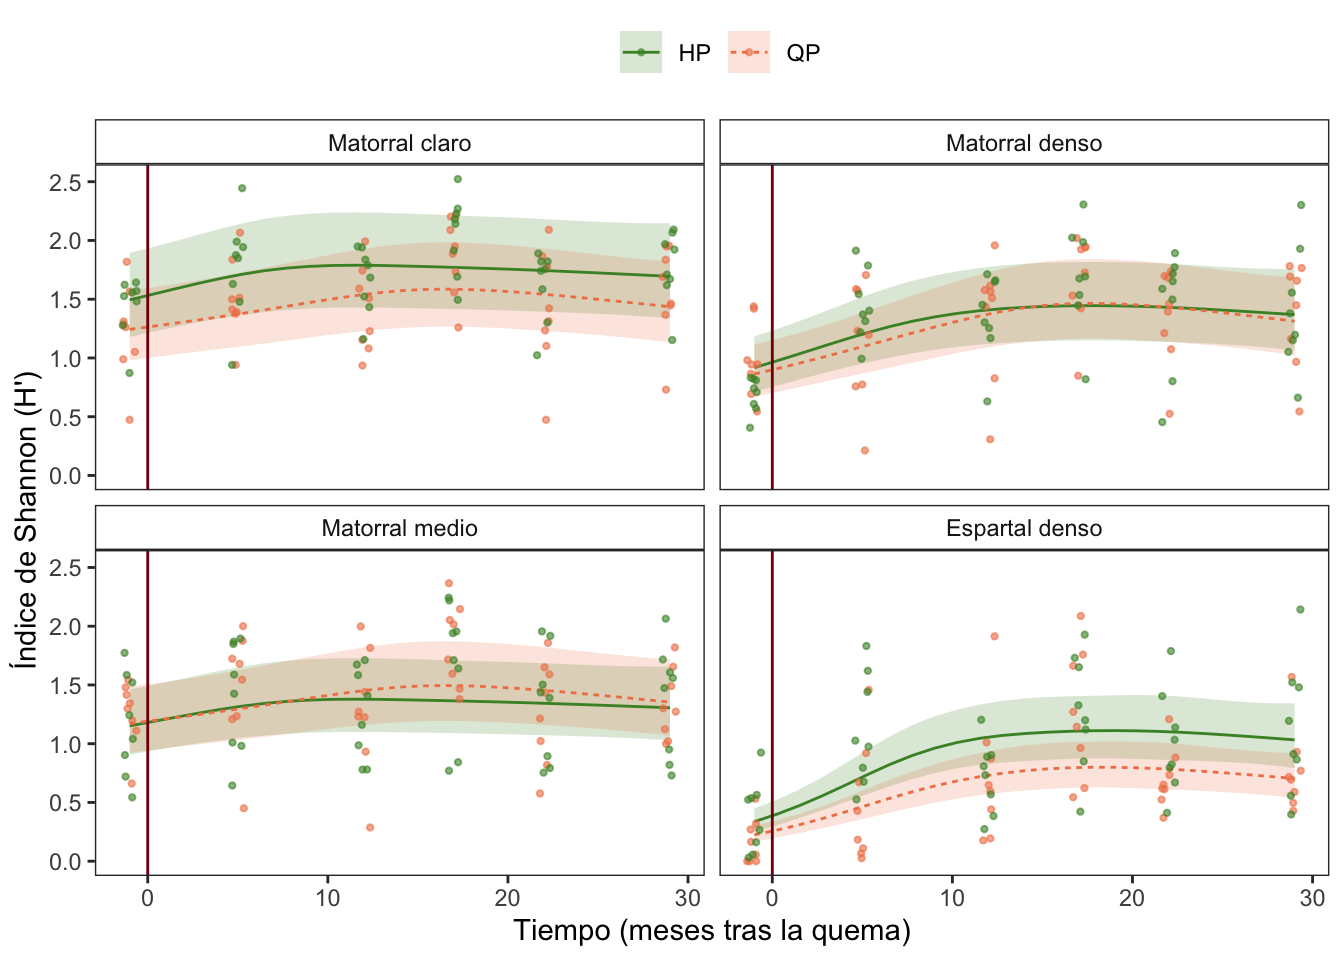 HP QP
Matorral claro Matorral denso
2.5
2.0
1.5
1.0
0.5
0.0
Matorral medio Espartal denso
2.5
2.0
1.5
1.0
0.5
0.0
0 10 20 30 0 10 20 30
Tiempo (meses tras la quema)
Índice de Shannon (H')